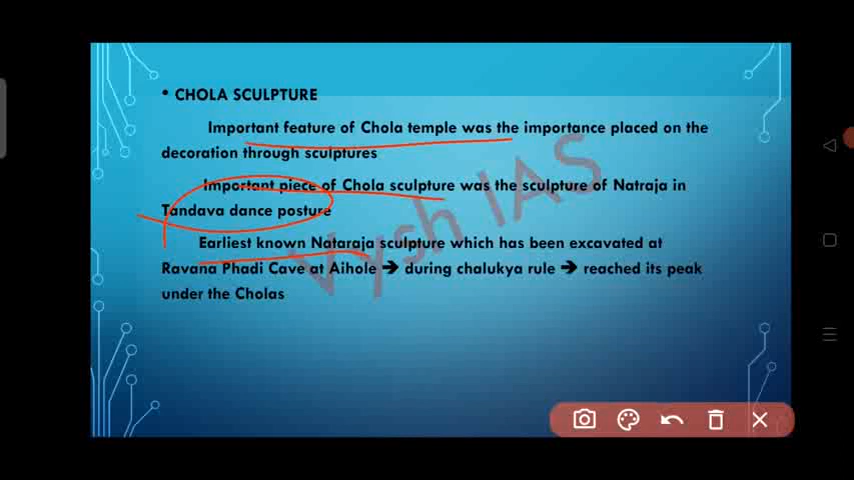 • CHOLA SCULPTURE
Important feature of Chola temple was the importance placed on the
decoration through sculptures
Important piece of Chola sculpture was the sculpture of Natraja in
Tandava dance posture
Earliest known Nataraja sculpture which has been excavated at
Ravana Phadi Cave at Aihole → during chalukya rule → reached its peak
under the Cholas
Vysh IAS